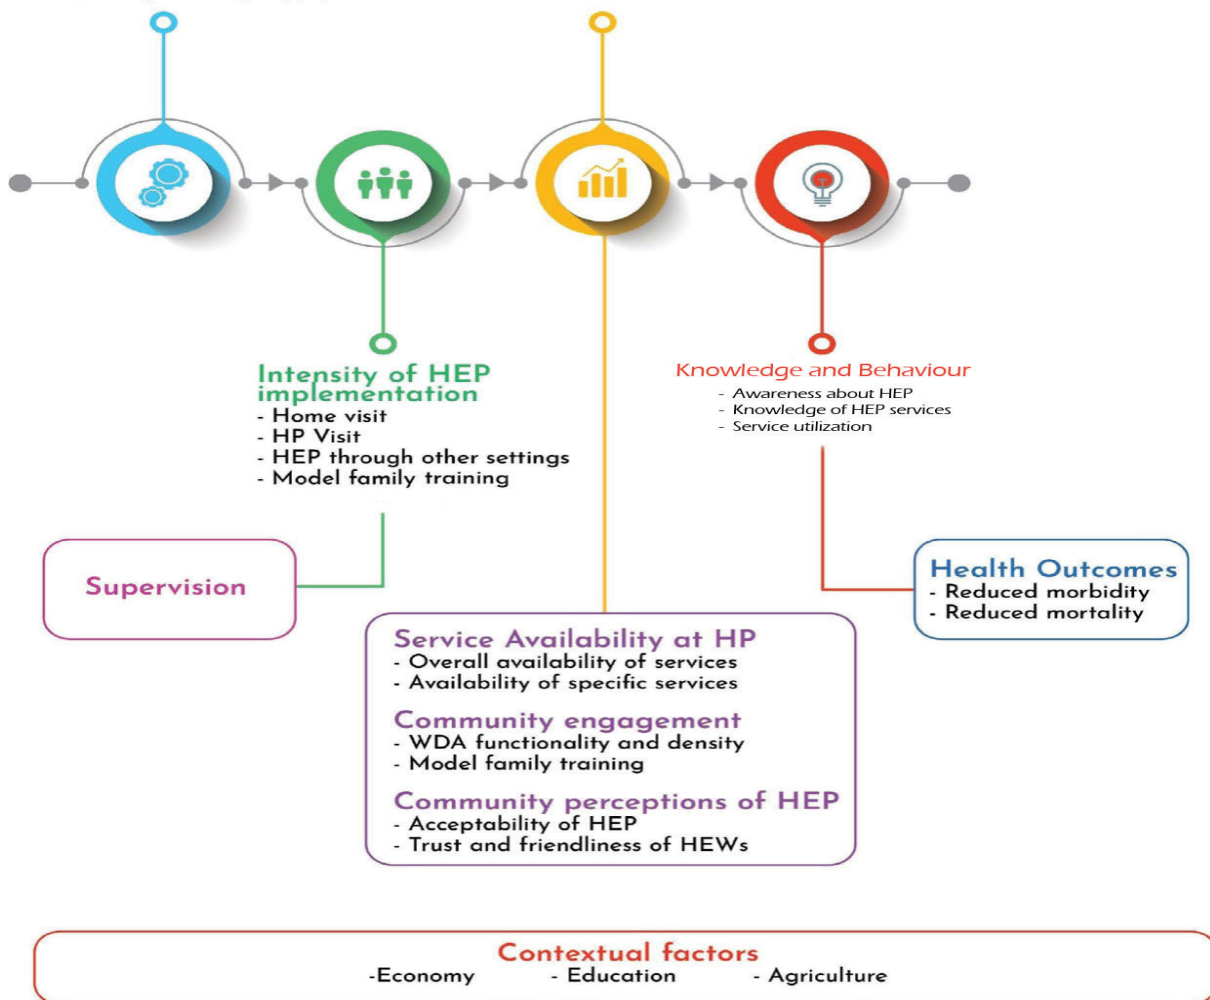 Intensity of HEP
implementation
- Home visit
- HP Visit
- HEP through other settings
- Model family training
Knowledge and Behaviour
- Awareness about HEP
- Knowledge of HEP services
- Service utilization
Supervision
Health Outcomes
- Reduced morbidity
- Reduced mortality
Service Availability at HP
- Overall availability of services
- Availability of specific services
Community engagement
- WDA functionality and density
- Model family training
Community perceptions of HEP
- Acceptability of HEP
- Trust and friendliness of HEWs
Contextual factors
-Economy - Education - Agriculture